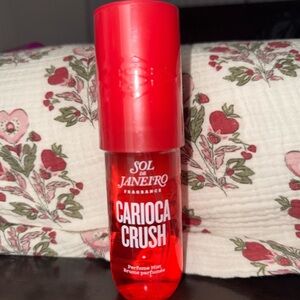 SOL
DE
JANEIRO
FRAGRANCE
CARIOCA
CRUSH
Perfume Mist
Brume parfumée